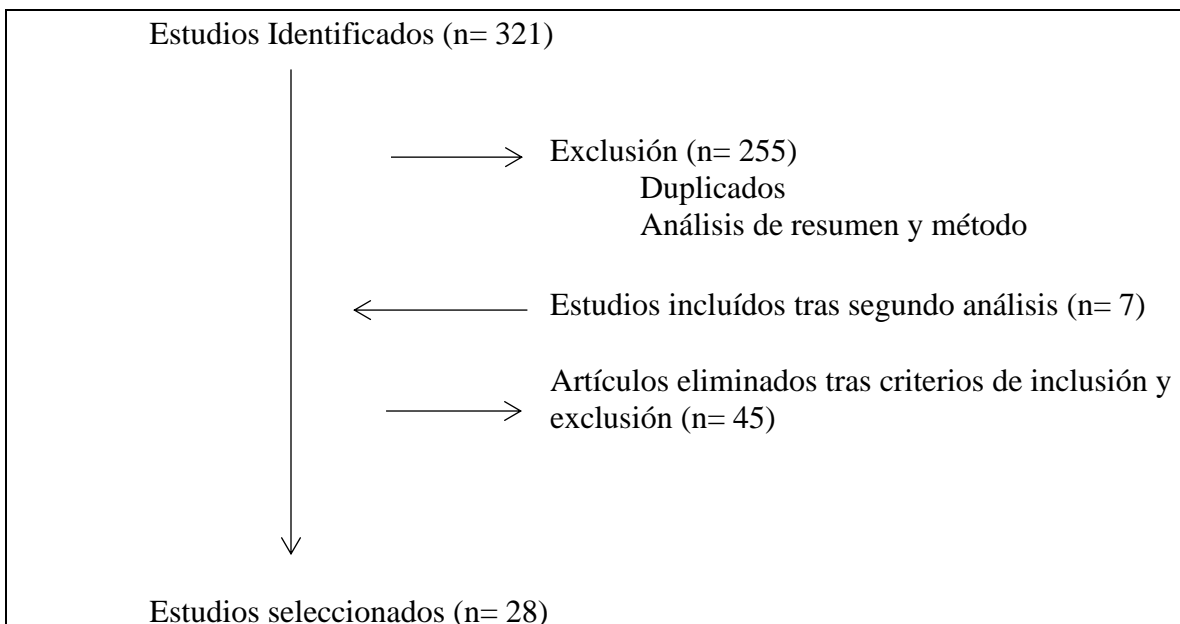 Estudios Identificados (n= 321)
Exclusión (n= 255)
Duplicados
Análisis de resumen y método
Estudios incluídos tras segundo análisis (n= 7)
Artículos eliminados tras criterios de inclusión y
exclusión (n= 45)
Estudios seleccionados (n= 28)